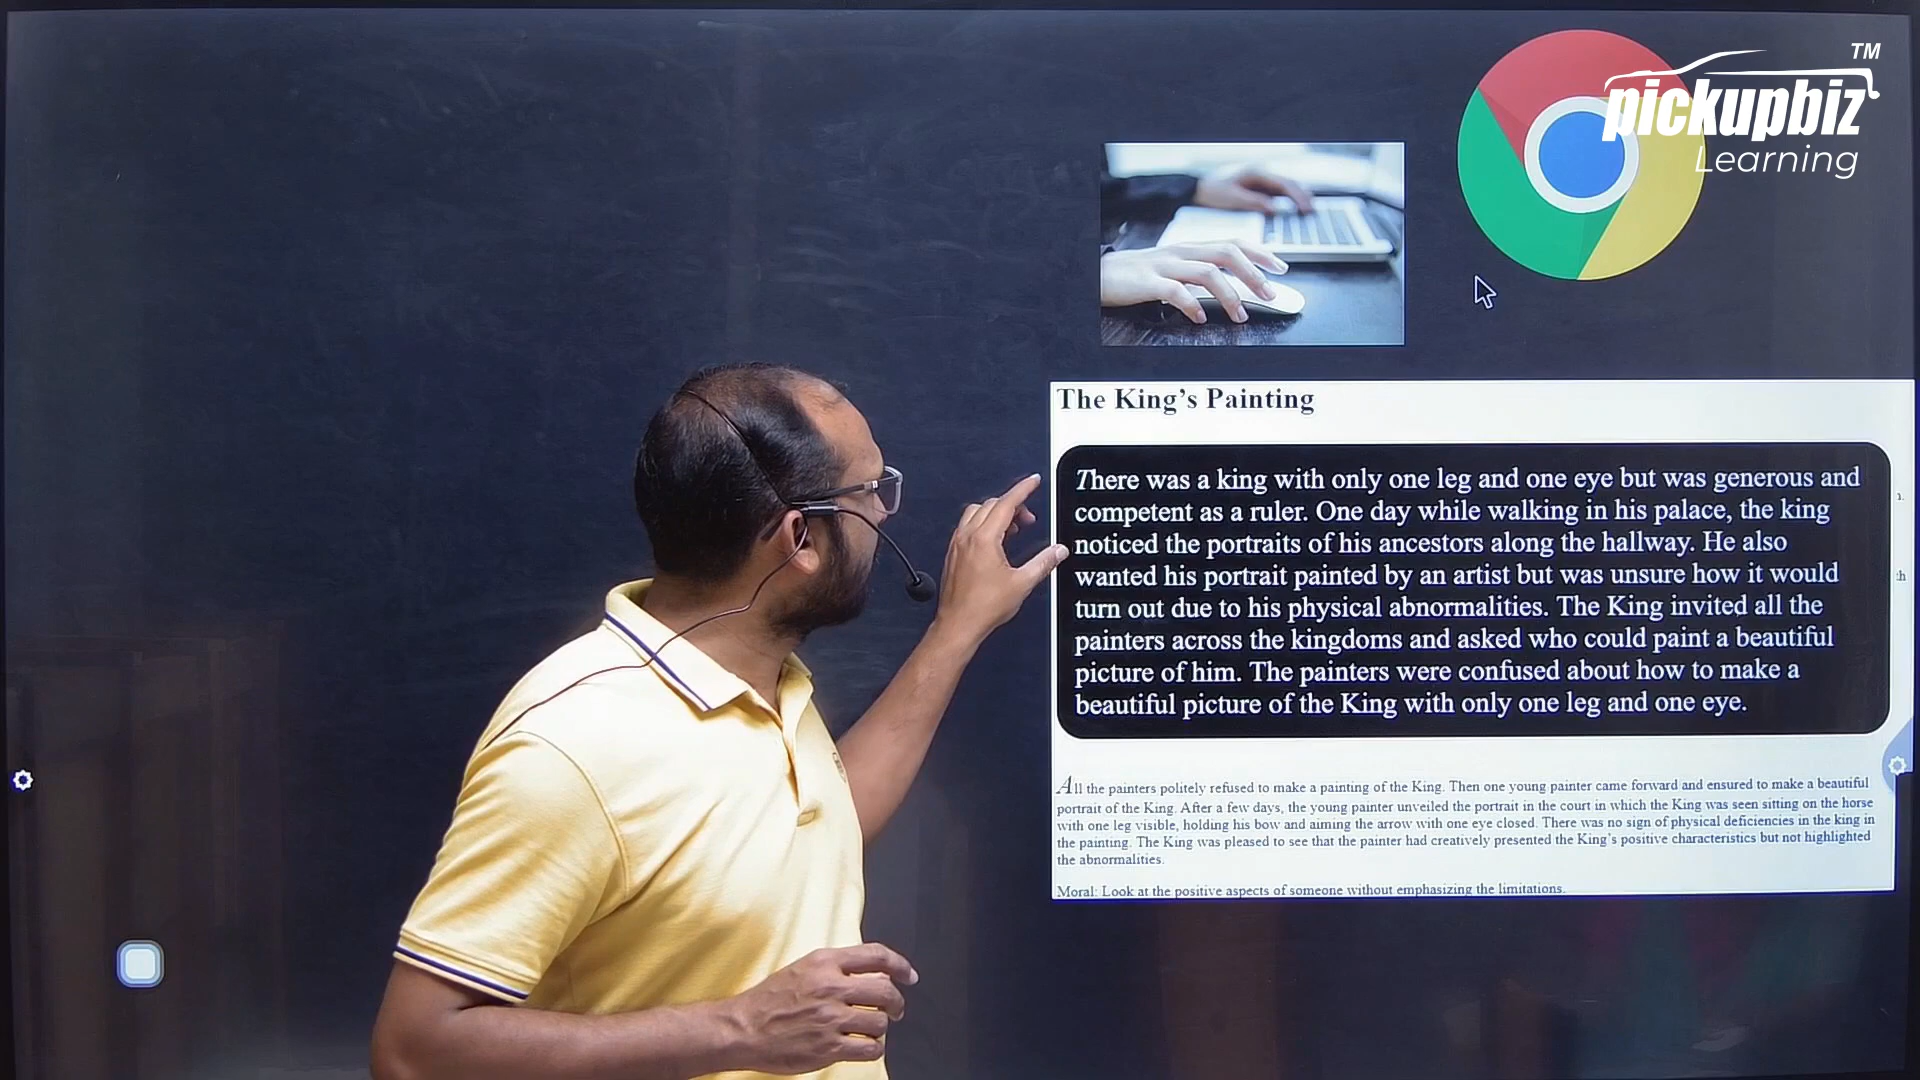 TM
pickupbiz
Learning
The King's Painting
There was a king with only one leg and one eye but was generous and
competent as a ruler. One day while walking in his palace, the king
noticed the portraits of his ancestors along the hallway. He also
wanted his portrait painted by an artist but was unsure how it would
turn out due to his physical abnormalities. The King invited all the
painters across the kingdoms and asked who could paint a beautiful
picture of him. The painters were confused about how to make a
beautiful picture of the King with only one leg and one eye.
All the painters politely refused to make a painting of the King. Then one young painter came forward and ensured to make a beautiful
portrait of the King. After a few days, the young painter unveiled the portrait in the court in which the King was seen sitting on the horse
with one leg visible, holding his bow and aiming the arrow with one eye closed. There was no sign of physical deficiencies in the king in
the painting. The King was pleased to see that the painter had creatively presented the King's positive characteristics but not highlighted
the abnormalities.
Moral: Look at the positive aspects of someone without emphasizing the limitations.